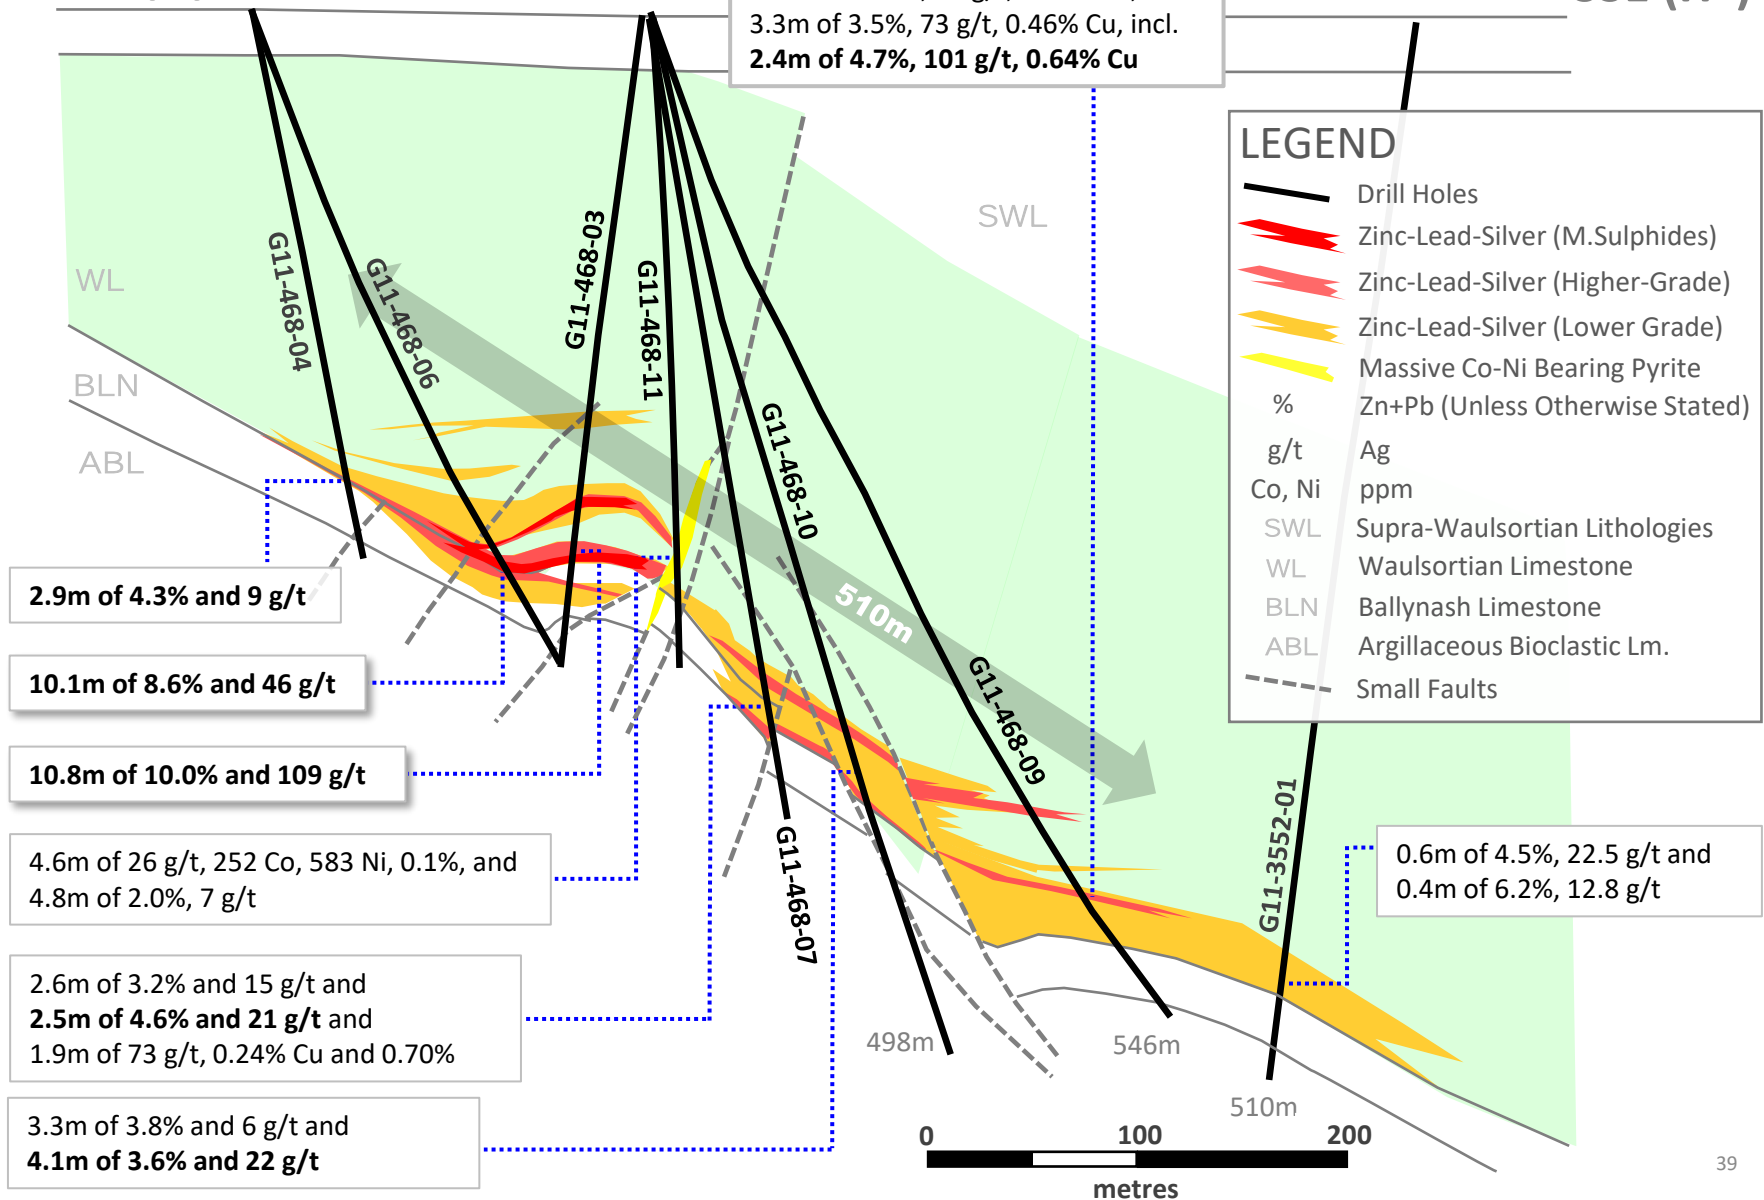 3.3m of 3.5%, 73 g/t, 0.46% Cu, incl.
2.4m of 4.7%, 101 g/t, 0.64% Cu
LEGEND
Drill Holes
Zinc-Lead-Silver (M.Sulphides)
Zinc-Lead-Silver (Higher-Grade)
Zinc-Lead-Silver (Lower Grade)
Massive Co-Ni Bearing Pyrite
% Zn+Pb (Unless Otherwise Stated)
g/t Ag
Co, Ni ppm
SWL Supra-Waulsortian Lithologies
WL Waulsortian Limestone
BLN Ballynash Limestone
ABL Argillaceous Bioclastic Lm.
Small Faults
SWL
WL
BLN
ABL
G11-468-04
G11-468-06
G11-468-03
G11-468-11
G11-468-10
G11-468-09
G11-468-07
G11-3552-01
510m
2.9m of 4.3% and 9 g/t
10.1m of 8.6% and 46 g/t
10.8m of 10.0% and 109 g/t
4.6m of 26 g/t, 252 Co, 583 Ni, 0.1%, and
4.8m of 2.0%, 7 g/t
2.6m of 3.2% and 15 g/t and
2.5m of 4.6% and 21 g/t and
1.9m of 73 g/t, 0.24% Cu and 0.70%
3.3m of 3.8% and 6 g/t and
4.1m of 3.6% and 22 g/t
0.6m of 4.5%, 22.5 g/t and
0.4m of 6.2%, 12.8 g/t
498m
546m
510m
0 100 200
metres
39